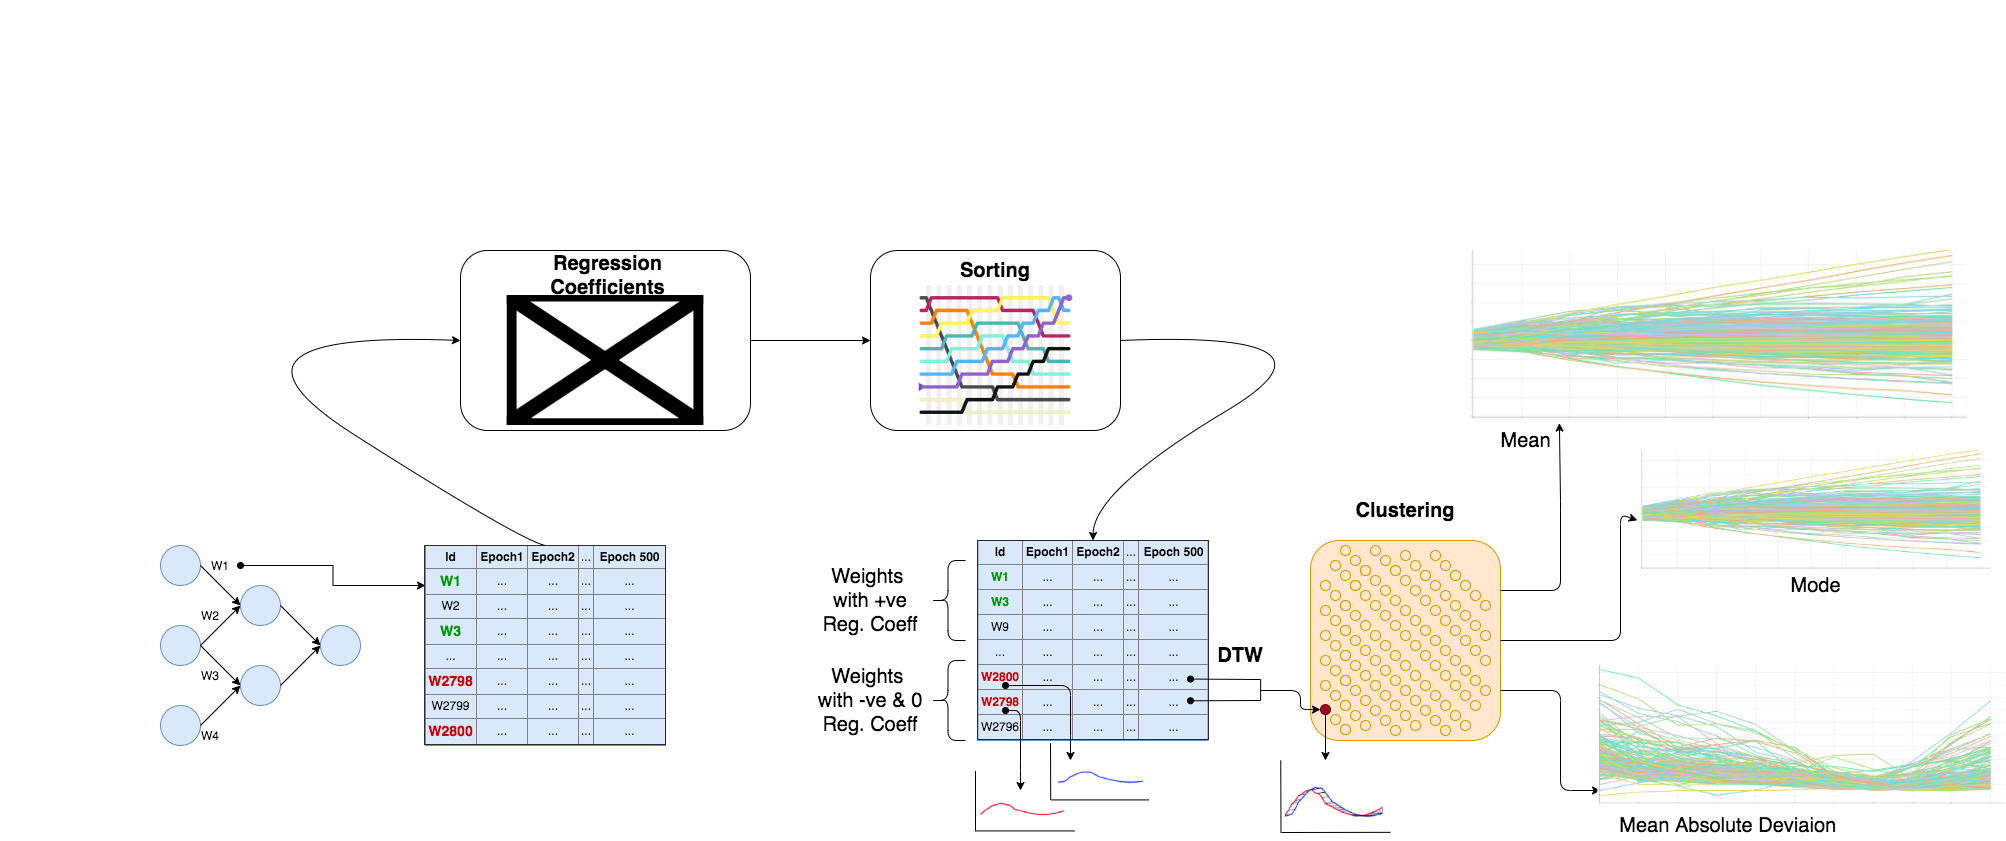 Regression
Coefficients
Sorting
Mean
Mode
Clustering
W1
W2
W3
W4
Id Epoch1 Epoch2 ... Epoch 500
W1 ... ... ... ...
W2 ... ... ... ...
W3 ... ... ... ...
... ... ... ... ...
W2798 ... ... ... ...
W2799 ... ... ... ...
W2800 ... ... ... ...
Weights
with +ve
Reg. Coeff
Weights
with -ve & 0
Reg. Coeff
Id Epoch1 Epoch2 ... Epoch 500
W1 ... ... ... ...
W3 ... ... ... ...
W9 ... ... ... ...
... ... ... ... ...
W2800 ... ... ... ...
W2798 ... ... ... ...
W2796 ... ... ... ...
DTW
Mean Absolute Deviaion